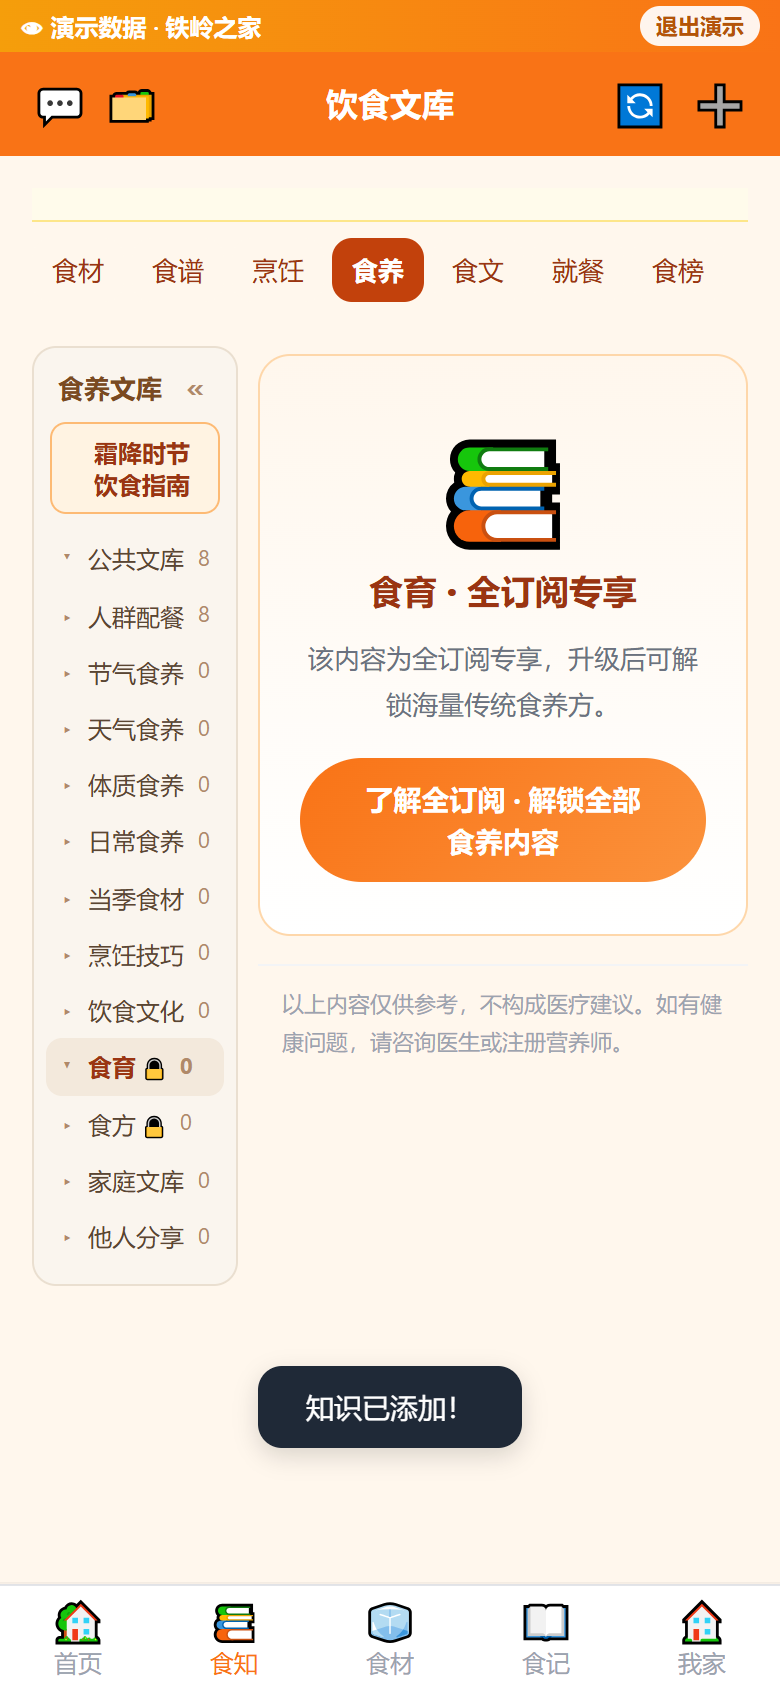 演示数据 · 铁岭之家
退出演示
饮食文库
食材 食谱 烹饪 食养 食文 就餐 食榜
食养文库 «
霜降时节
饮食指南
公共文库 8
人群配餐 8
节气食养 0
天气食养 0
体质食养 0
日常食养 0
当季食材 0
烹饪技巧 0
饮食文化 0
食育 0
食方 0
家庭文库 0
他人分享 0
食育 · 全订阅专享
该内容为全订阅专享，升级后可解
锁海量传统食养方。
了解全订阅 · 解锁全部
食养内容
以上内容仅供参考，不构成医疗建议。如有健
康问题，请咨询医生或注册营养师。
知识已添加！
首页 食知 食材 食记 我家